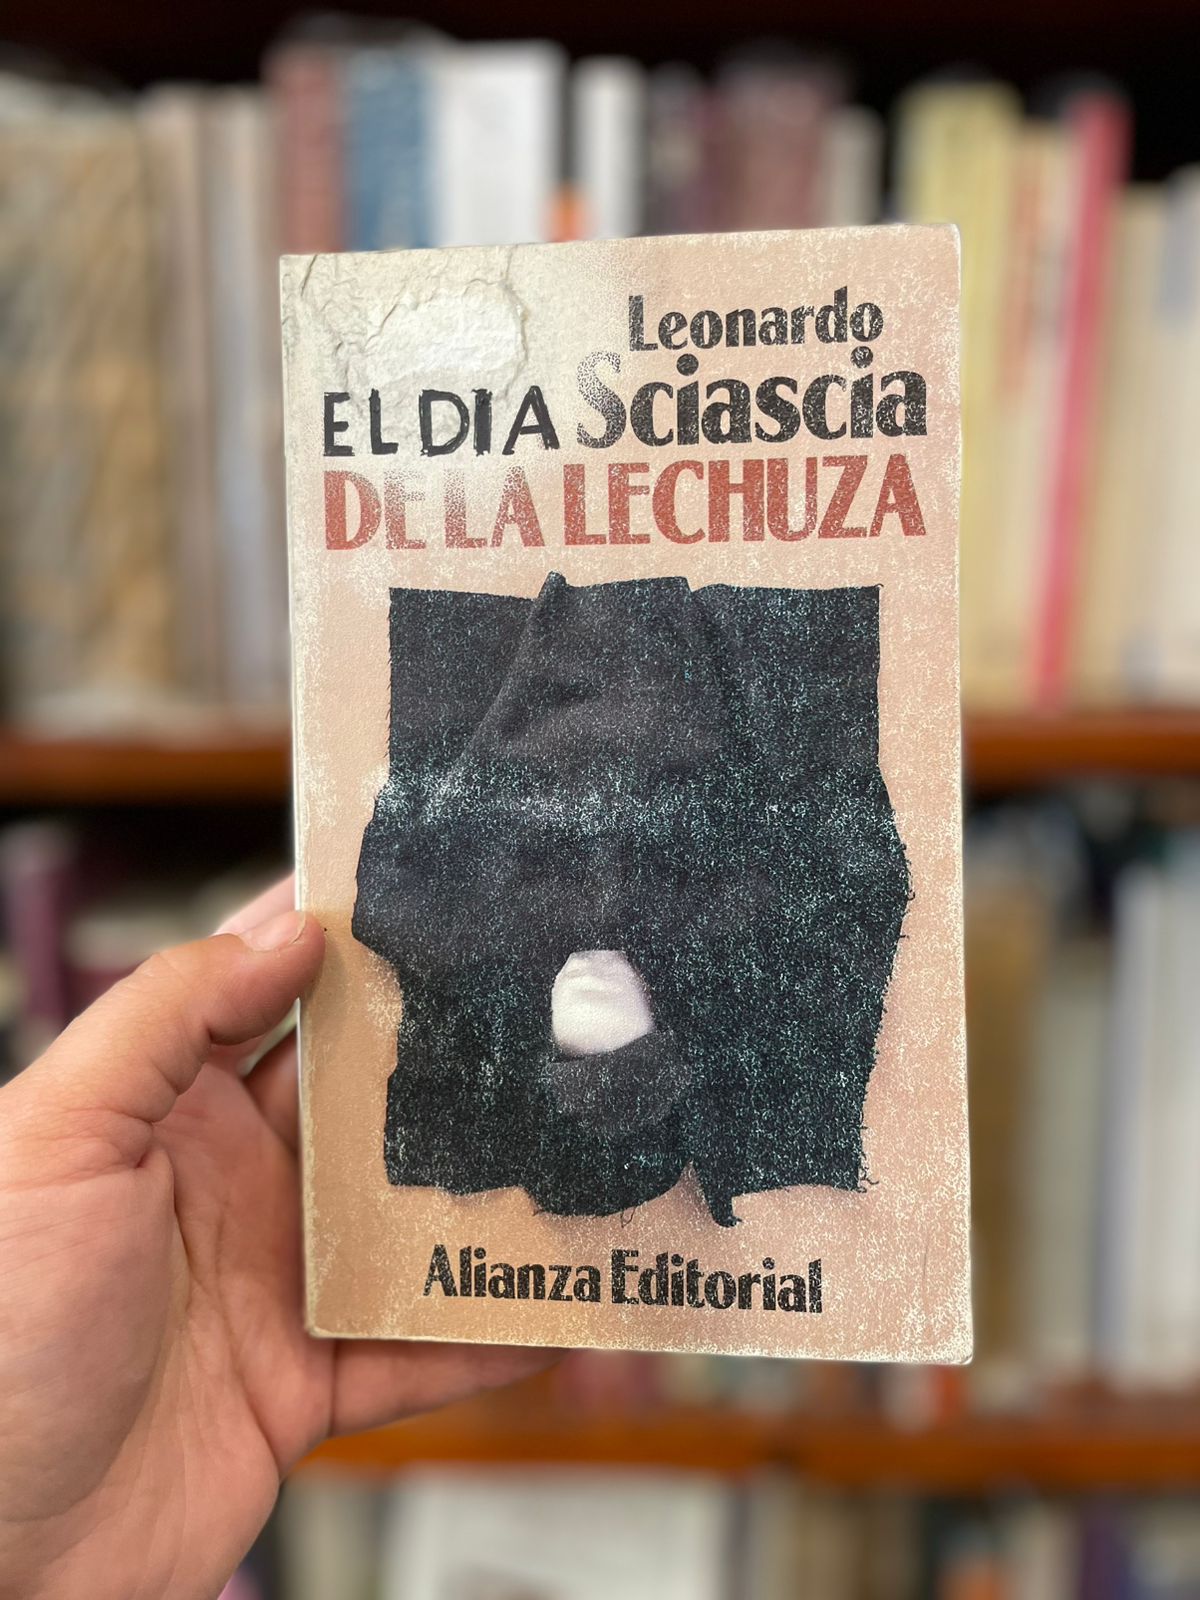 Leonardo
EL DIA Sciascia
DE LA LECHUZA
Alianza Editorial